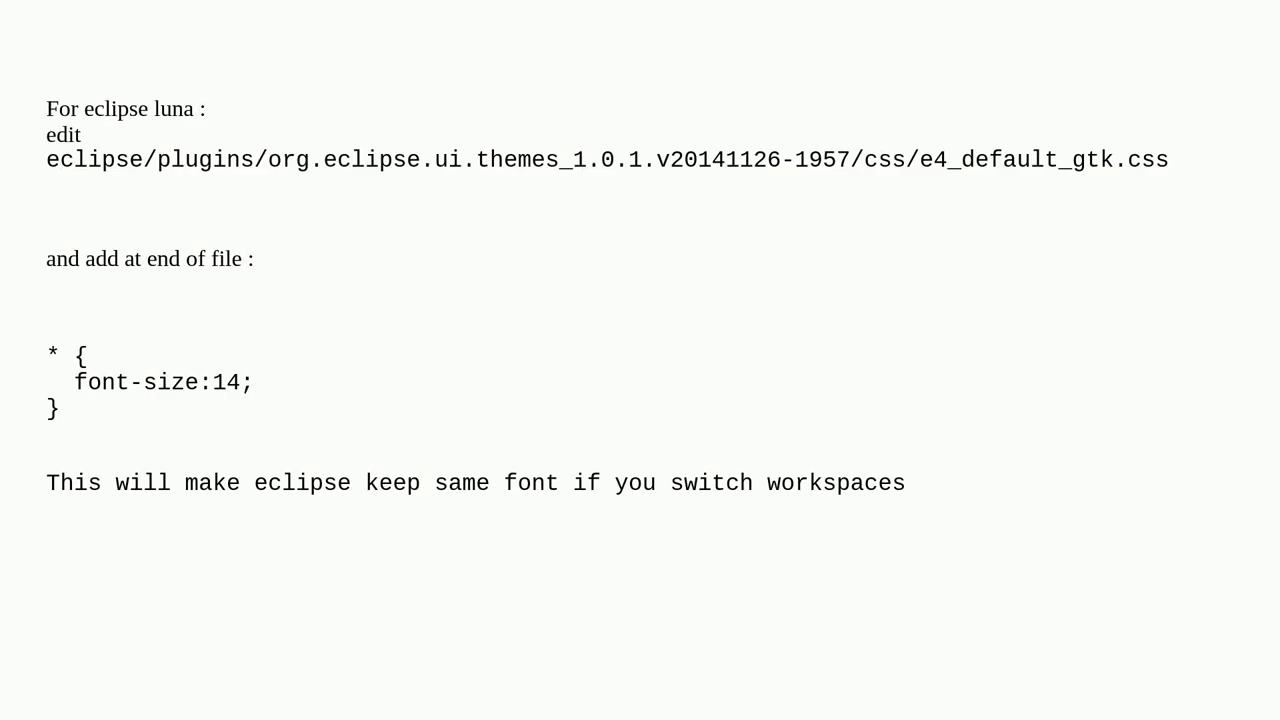 For eclipse luna :
edit
eclipse/plugins/org.eclipse.ui.themes_1.0.1.v20141126-1957/css/e4_default_gtk.css
and add at end of file :
* {
  font-size:14;
}
This will make eclipse keep same font if you switch workspaces